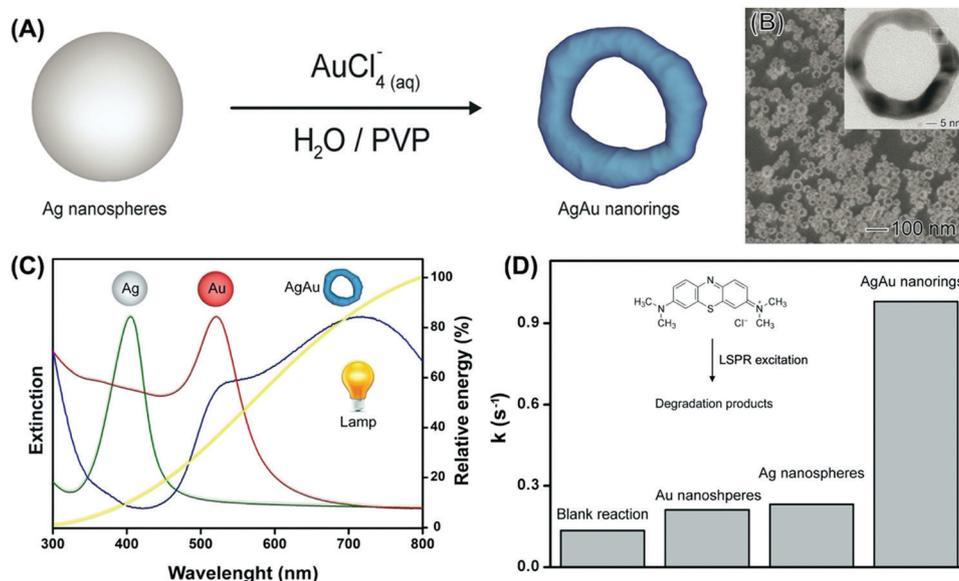 (A)
AuCl₄⁻ (aq)
H₂O / PVP
Ag nanospheres
AgAu nanorings
(B)
5 nm
100 nm
(C)
Ag
Au
AgAu
Lamp
Extinction
Relative energy (%)
100
80
60
40
20
0
300
400
500
600
700
800
Wavelenght (nm)
(D)
AgAu nanorings
N
H₃C
N
CH₃
S
Cl⁻
N⁺
CH₃
CH₃
LSPR excitation
Degradation products
k (s⁻¹)
0.9
0.6
0.3
0.0
Blank reaction
Au nanoshperes
Ag nanospheres